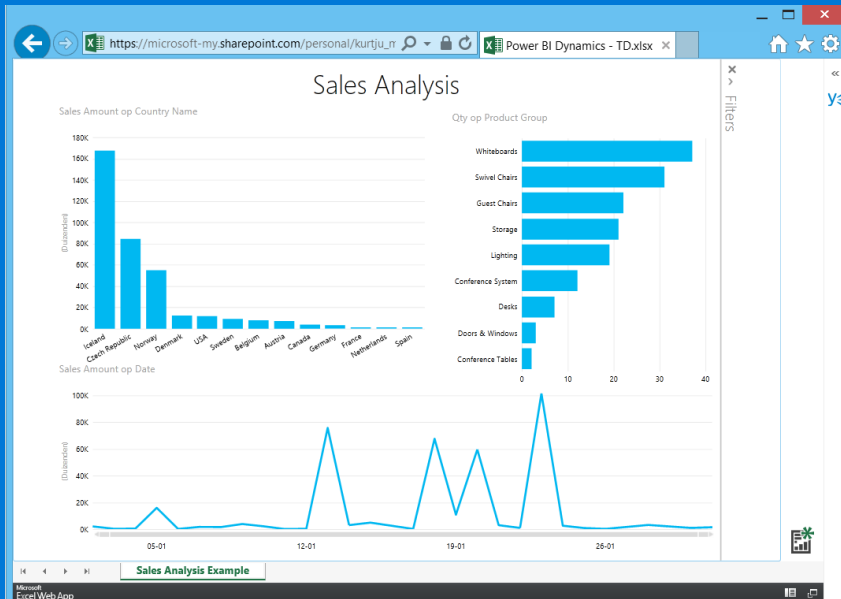 https://microsoft-my.sharepoint.com/personal/kurtju_m
Power BI Dynamics - TD.xlsx
Sales Analysis
Filters
Sales Amount op Country Name
180K
160K
140K
120K
100K
80K
60K
40K
20K
0K
(Duizenden)
Iceland
Czech Republic
Norway
Denmark
USA
Sweden
Belgium
Austria
Canada
Germany
France
Netherlands
Spain
Qty op Product Group
Whiteboards
Swivel Chairs
Guest Chairs
Storage
Lighting
Conference System
Desks
Doors & Windows
Conference Tables
0 10 20 30 40
Sales Amount op Date
100K
80K
60K
40K
20K
0K
(Duizenden)
05-01 12-01 19-01 26-01
Sales Analysis Example
Microsoft
Excel Web App